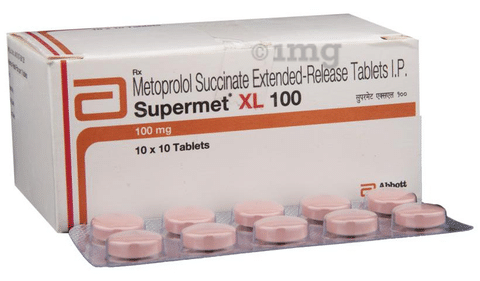 1mg
Rx
Metoprolol Succinate Extended-Release Tablets I.P.
Supermet* XL 100
सुपरमेट एक्सएल १००
100 mg
10 x 10 Tablets
Abbott